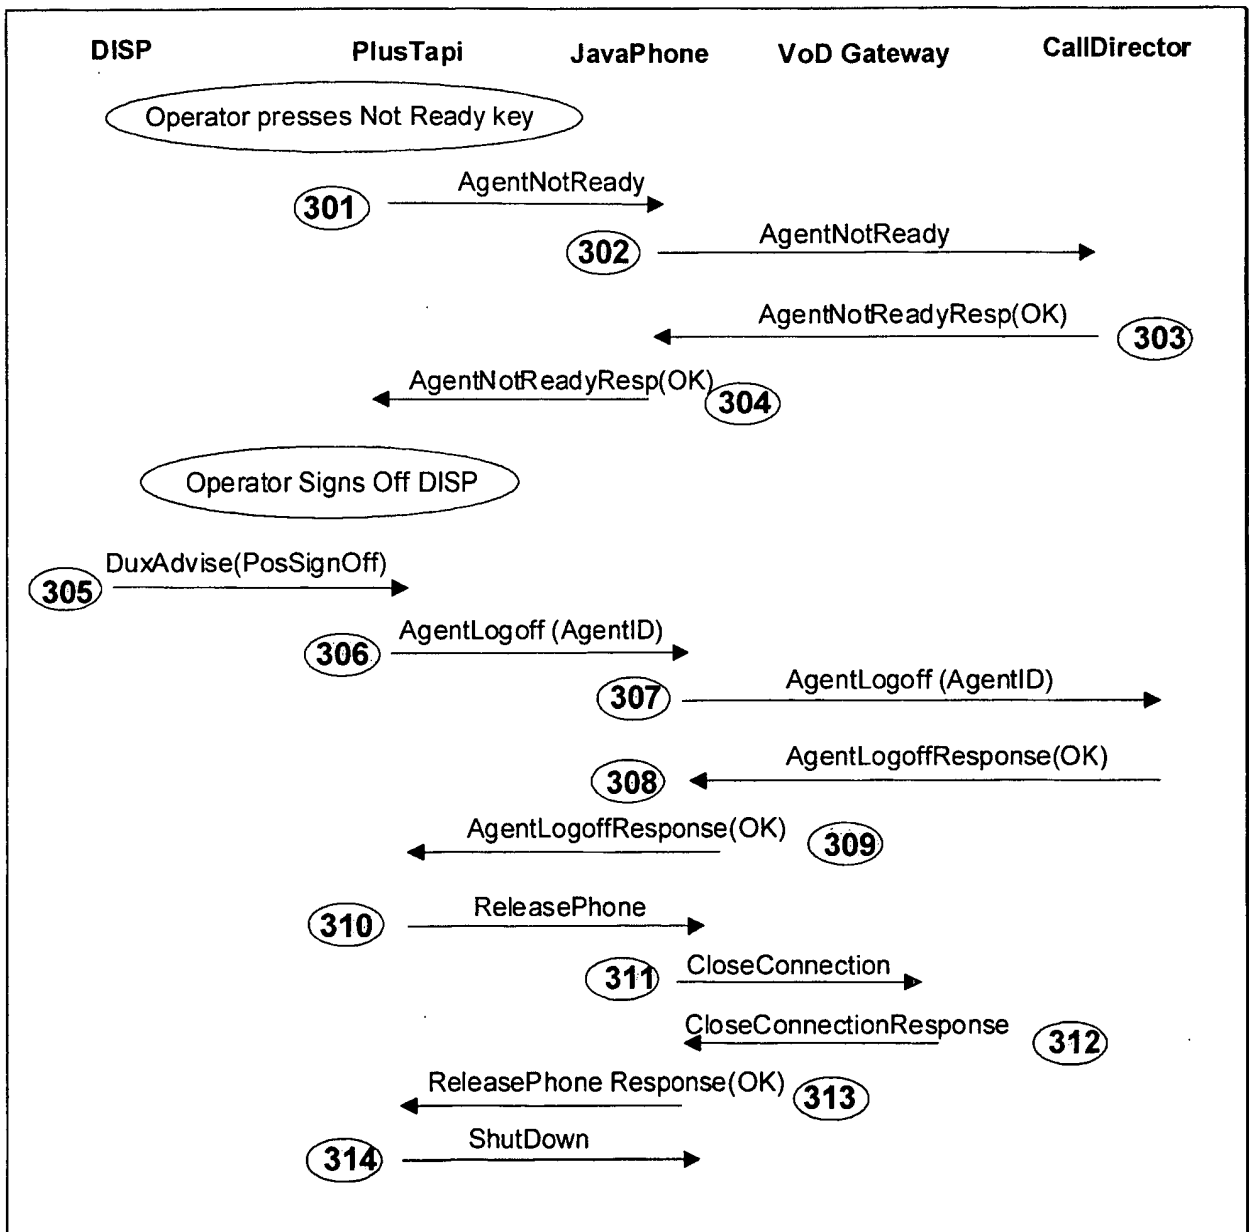 DISP PlusTapi JavaPhone VoD Gateway CallDirector
Operator presses Not Ready key
301 AgentNotReady
302 AgentNotReady
AgentNotReadyResp(OK) 303
AgentNotReadyResp(OK) 304
Operator Signs Off DISP
305 DuxAdvise(PosSignOff)
306 AgentLogoff (AgentID)
307 AgentLogoff (AgentID)
308 AgentLogoffResponse(OK)
AgentLogoffResponse(OK) 309
310 ReleasePhone
311 CloseConnection
CloseConnectionResponse 312
ReleasePhone Response(OK) 313
314 ShutDown